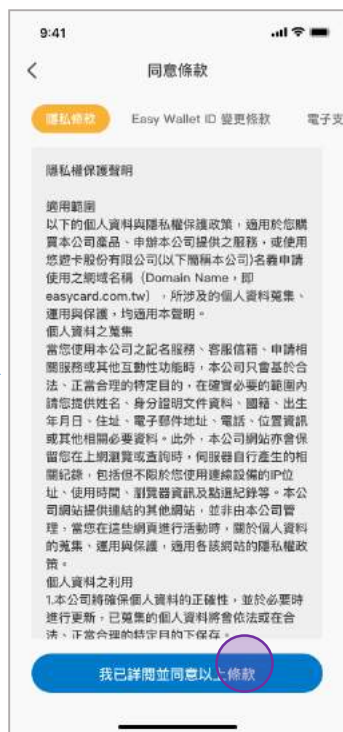 9:41
同意條款
隱私條款 Easy Wallet ID 變更條款 電子支
隱私權保護聲明
適用範圍
以下的個人資料與隱私權保護政策，適用於您購
買本公司產品、申辦本公司提供之服務，或使用
悠遊卡股份有限公司(以下簡稱本公司)名義申請
使用之網域名稱（Domain Name，即
easycard.com.tw），所涉及的個人資料蒐集、
運用與保護，均適用本聲明。
個人資料之蒐集
當您使用本公司之記名服務、客服信箱、申請相
關服務或其他互動性功能時，本公司只會基於合
法、正當合理的特定目的，在確實必要的範圍內
請您提供姓名、身分證明文件資料、國籍、出生
年月日、住址、電子郵件地址、電話、位置資訊
或其他相關必要資料。此外，本公司網站亦會保
留您在上網瀏覽或查詢時，伺服器自行產生的相
關紀錄，包括但不限於您使用連線設備的IP位
址、使用時間、瀏覽器資訊及點選紀錄等。本公
司網站提供連結的其他網站，並非由本公司管
理，當您在這些網頁進行活動時，關於個人資料
的蒐集、運用與保護，適用各該網站的隱私權政
策。
個人資料之利用
1.本公司將確保個人資料的正確性，並於必要時
進行更新，已蒐集的個人資料將會依法或在合
法、正當合理的特定目的下保存。
我已詳閱並同意以上條款